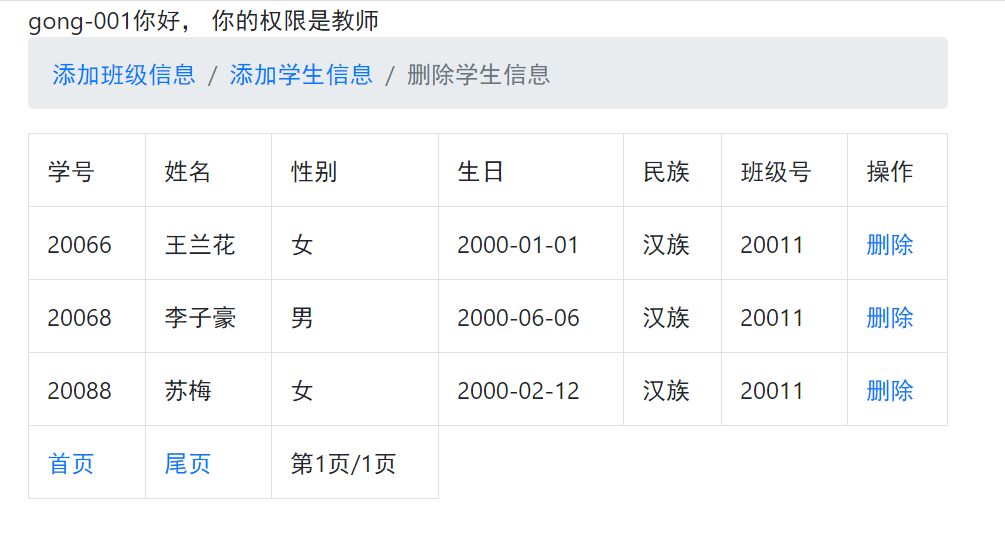 gong-001你好， 你的权限是教师
添加班级信息 / 添加学生信息 / 删除学生信息
学号 姓名 性别 生日 民族 班级号 操作
20066 王兰花 女 2000-01-01 汉族 20011 删除
20068 李子豪 男 2000-06-06 汉族 20011 删除
20088 苏梅 女 2000-02-12 汉族 20011 删除
首页 尾页 第1页/1页